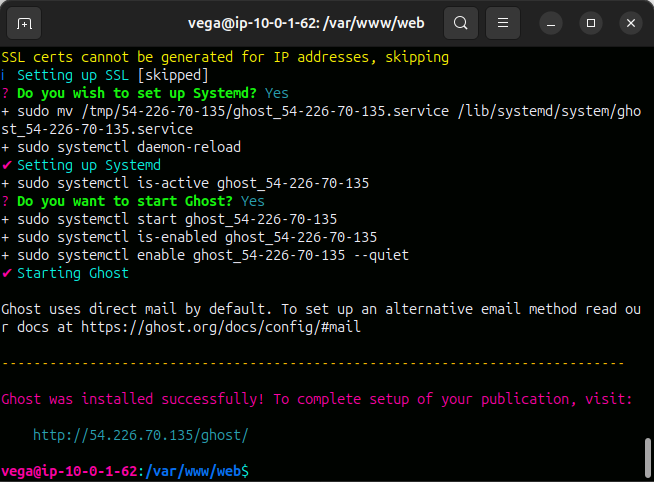 vega@ip-10-0-1-62: /var/www/web
SSL certs cannot be generated for IP addresses, skipping
ℹ Setting up SSL [skipped]
? Do you wish to set up Systemd? Yes
+ sudo mv /tmp/54-226-70-135/ghost_54-226-70-135.service /lib/systemd/system/gho
st_54-226-70-135.service
+ sudo systemctl daemon-reload
✔ Setting up Systemd
+ sudo systemctl is-active ghost_54-226-70-135
? Do you want to start Ghost? Yes
+ sudo systemctl start ghost_54-226-70-135
+ sudo systemctl is-enabled ghost_54-226-70-135
+ sudo systemctl enable ghost_54-226-70-135 --quiet
✔ Starting Ghost
Ghost uses direct mail by default. To set up an alternative email method read ou
r docs at https://ghost.org/docs/config/#mail
------------------------------------------------------------------------------
Ghost was installed successfully! To complete setup of your publication, visit:
http://54.226.70.135/ghost/
vega@ip-10-0-1-62:/var/www/web$